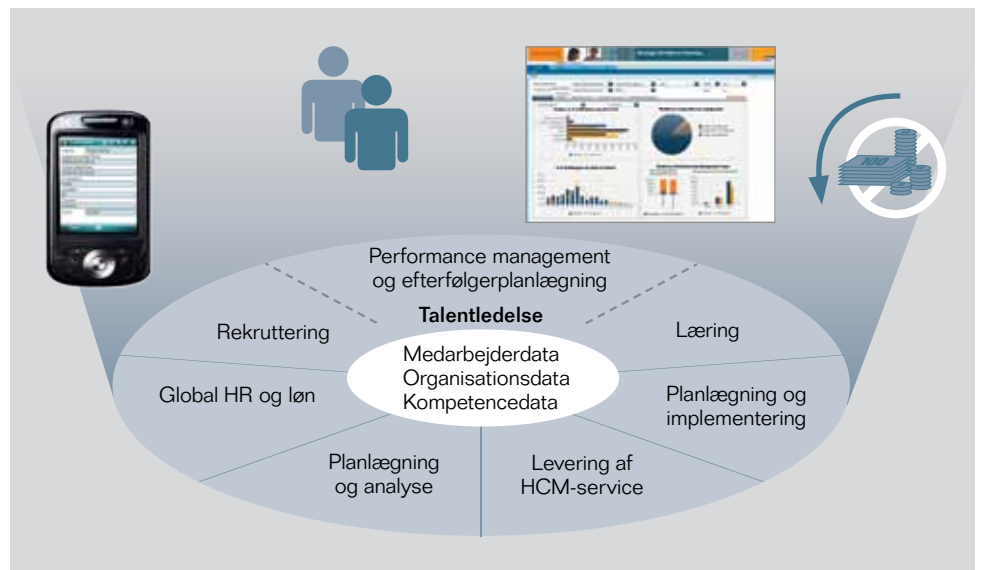 100
Performance management
og efterfølgerplanlægning
Talentledelse
Rekruttering
Læring
Medarbejderdata
Organisationsdata
Kompetencedata
Global HR og løn
Planlægning og
implementering
Planlægning
og analyse
Levering af
HCM-service